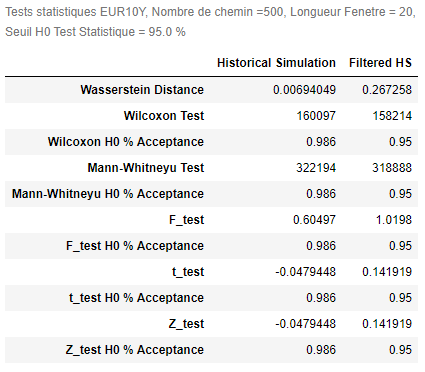 Tests statistiques EUR10Y, Nombre de chemin =500, Longueur Fenetre = 20,
Seuil H0 Test Statistique = 95.0 %
Historical Simulation Filtered HS
Wasserstein Distance 0.00694049 0.267258
Wilcoxon Test 160097 158214
Wilcoxon H0 % Acceptance 0.986 0.95
Mann-Whitneyu Test 322194 318888
Mann-Whitneyu H0 % Acceptance 0.986 0.95
F_test 0.60497 1.0198
F_test H0 % Acceptance 0.986 0.95
t_test -0.0479448 0.141919
t_test H0 % Acceptance 0.986 0.95
Z_test -0.0479448 0.141919
Z_test H0 % Acceptance 0.986 0.95